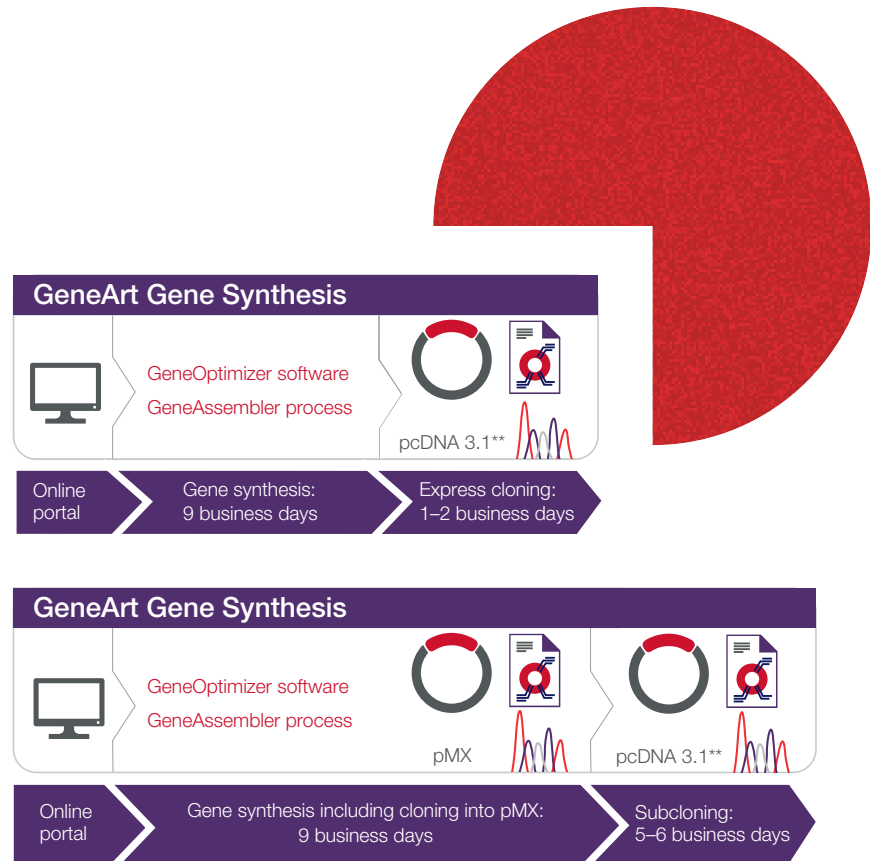 GeneArt Gene Synthesis
GeneOptimizer software
GeneAssembler process
pcDNA 3.1**
Online
portal
Gene synthesis:
9 business days
Express cloning:
1–2 business days
GeneArt Gene Synthesis
GeneOptimizer software
GeneAssembler process
pMX
pcDNA 3.1**
Online
portal
Gene synthesis including cloning into pMX:
9 business days
Subcloning:
5–6 business days